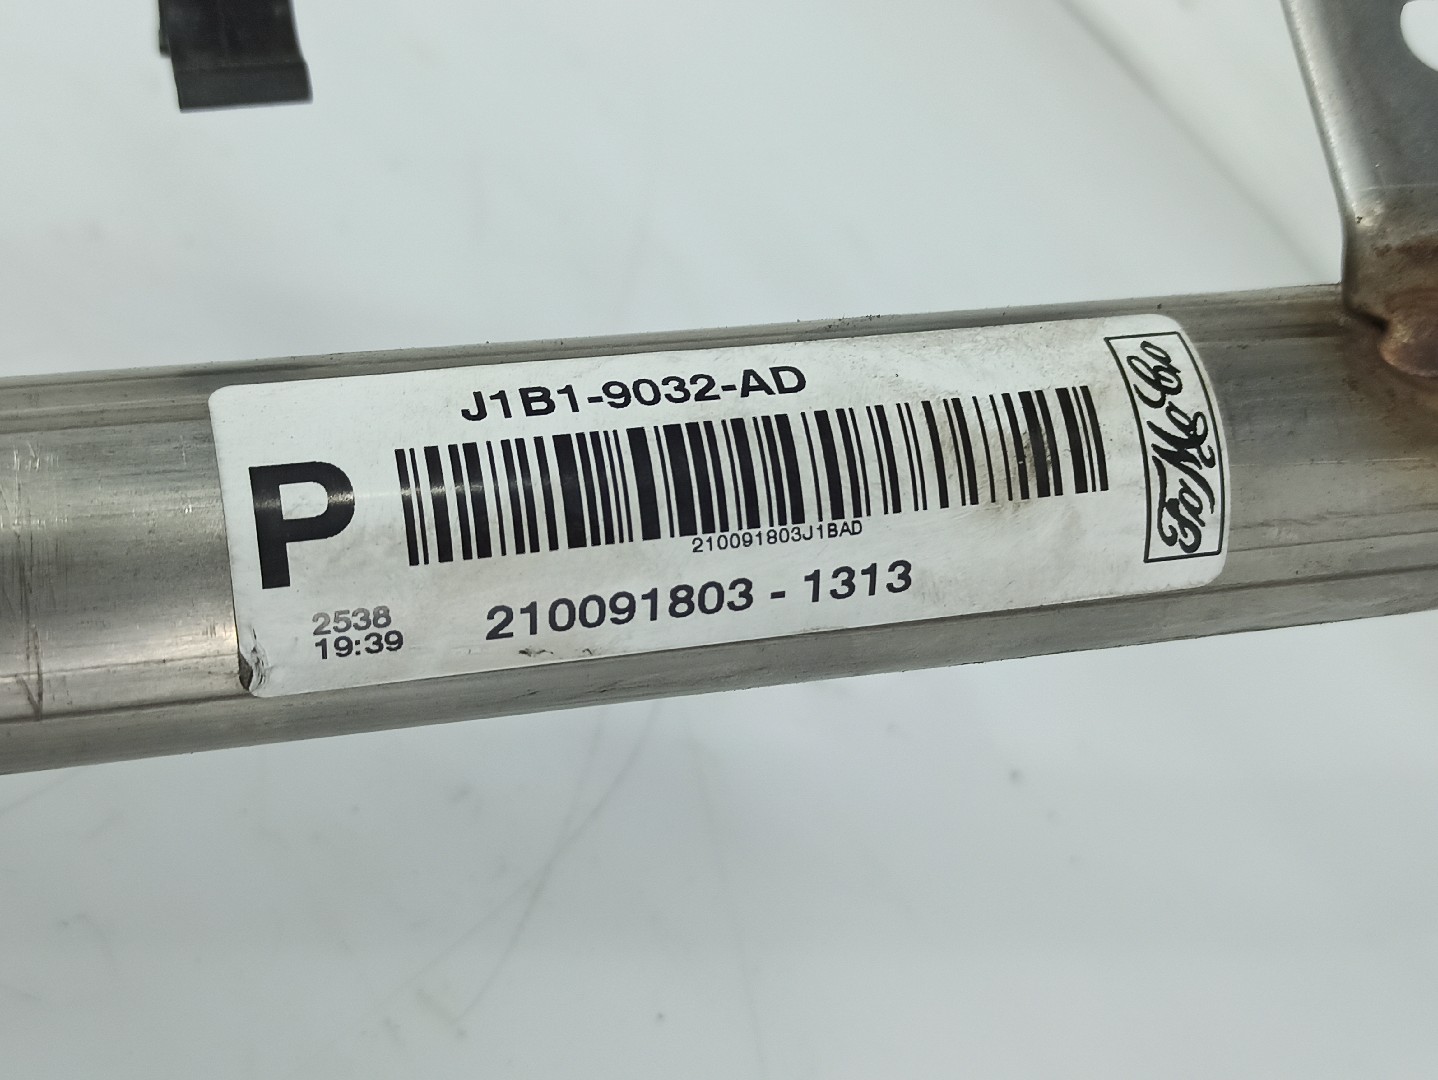 J1B1-9032-AD
P
210091803J1BAD
2538
19:39
210091803 - 1313
FoMoCo